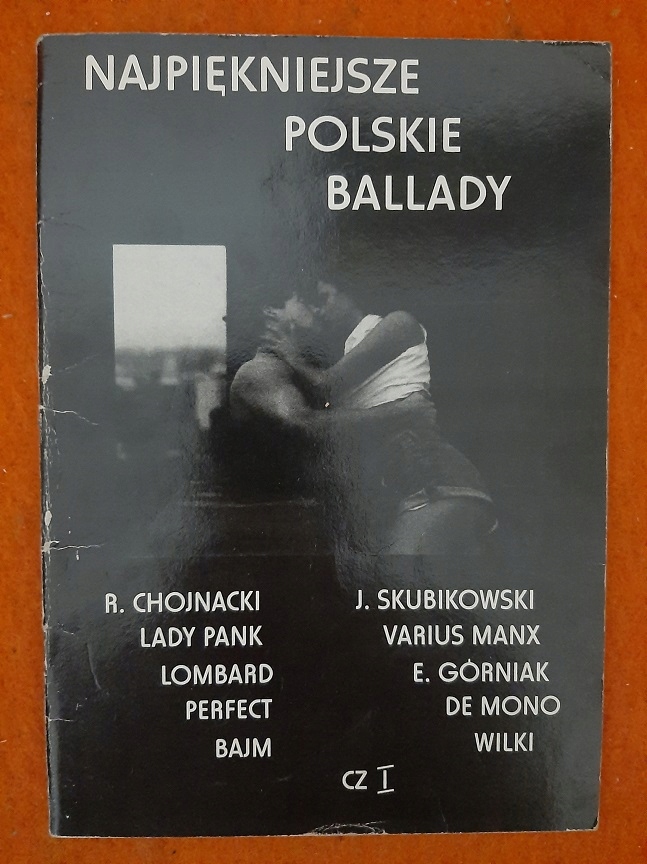 NAJPIĘKNIEJSZE
POLSKIE
BALLADY
R. CHOJNACKI
LADY PANK
LOMBARD
PERFECT
BAJM
J. SKUBIKOWSKI
VARIUS MANX
E. GÓRNIAK
DE MONO
WILKI
CZ I